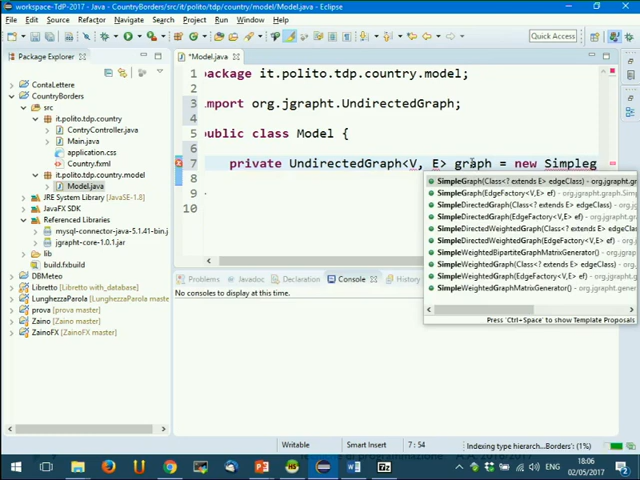 workspace-TdP-2017 - Java - CountryBorders/src/it/polito/tdp/country/model/Model.java - Eclipse
File Edit Source Refactor Navigate Search Project Run Window Help
Quick Access
Package Explorer
*Model.java
ContaLettere
CountryBorders
src
it.polito.tdp.country
ContryController.java
Main.java
application.css
Country.fxml
it.polito.tdp.country.model
Model.java
JRE System Library [JavaSE-1.8]
JavaFX SDK
Referenced Libraries
mysql-connector-java-5.1.41-bin.j
jgrapht-core-1.0.1.jar
lib
build.fxbuild
DBMeteo
Libretto [Libretto with_database]
LunghezzaParola [prova master]
prova [prova master]
Zaino [prova master]
ZainoFX [prova master]
1 package it.polito.tdp.country.model;
2
3 import org.jgrapht.UndirectedGraph;
4
5 public class Model {
6
7 private UndirectedGraph<V, E> graph = new Simpleg
8
9
10
SimpleGraph(Class<? extends E> edgeClass) - org.jgrapht.gr
SimpleGraph(EdgeFactory<V,E> ef) - org.jgrapht.graph.Sim
SimpleDirectedGraph(Class<? extends E> edgeClass) - org.
SimpleDirectedGraph(EdgeFactory<V,E> ef) - org.jgrapht.g
SimpleDirectedWeightedGraph(Class<? extends E> edgeCl
SimpleDirectedWeightedGraph(EdgeFactory<V,E> ef) - org
SimpleWeightedBipartiteGraphMatrixGenerator() - org.jgr
SimpleWeightedGraph(Class<? extends E> edgeClass) - org
SimpleWeightedGraph(EdgeFactory<V,E> ef) - org.jgrapht.
SimpleWeightedGraphMatrixGenerator() - org.jgrapht.gener
Press 'Ctrl+Space' to show Template Proposals
Problems Javadoc Declaration Console History
No consoles to display at this time.
Writable Smart Insert 7 : 54 Indexing type hierarch...Borders': (1%)
18:06
02/05/2017